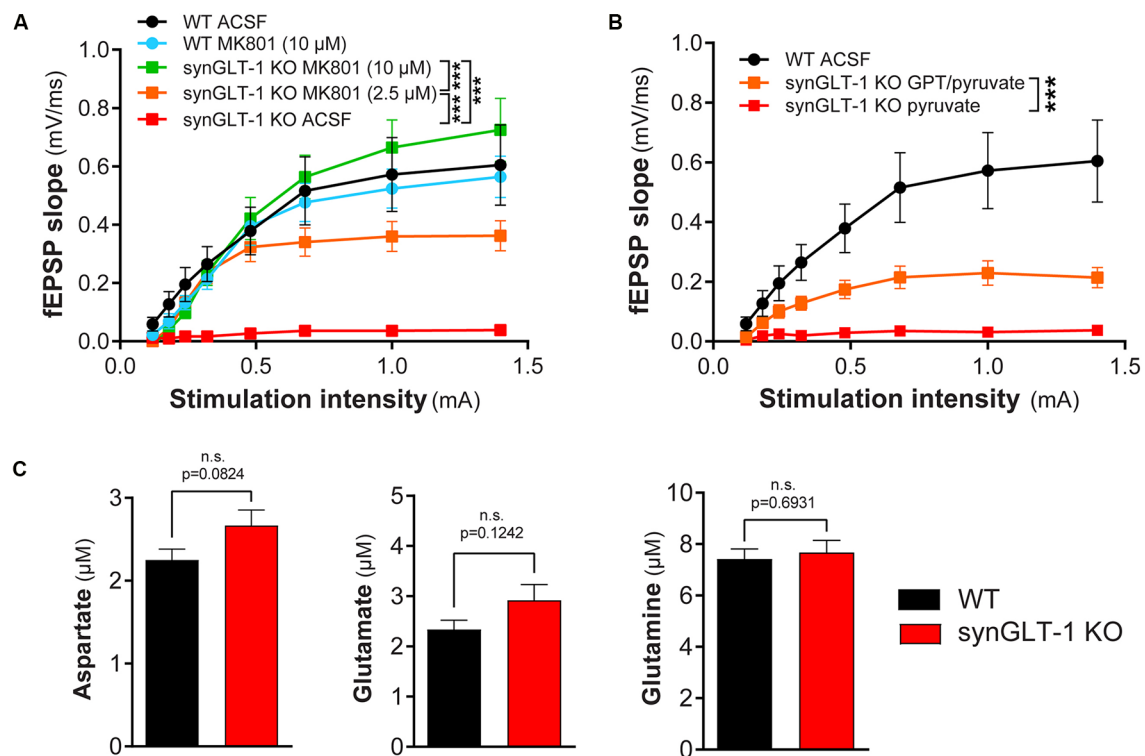 A
WT ACSF
WT MK801 (10 µM)
synGLT-1 KO MK801 (10 µM)
synGLT-1 KO MK801 (2.5 µM)
synGLT-1 KO ACSF
*** *** ***
***
fEPSP slope (mV/ms)
1.0
0.8
0.6
0.4
0.2
0.0
0.0 0.5 1.0 1.5
Stimulation intensity (mA)
B
WT ACSF
synGLT-1 KO GPT/pyruvate
synGLT-1 KO pyruvate
***
fEPSP slope (mV/ms)
1.0
0.8
0.6
0.4
0.2
0.0
0.0 0.5 1.0 1.5
Stimulation intensity (mA)
C
n.s.
p=0.0824
Aspartate (µM)
3
2
1
0
n.s.
p=0.1242
Glutamate (µM)
5
4
3
2
1
0
n.s.
p=0.6931
Glutamine (µM)
10
8
6
4
2
0
WT
synGLT-1 KO